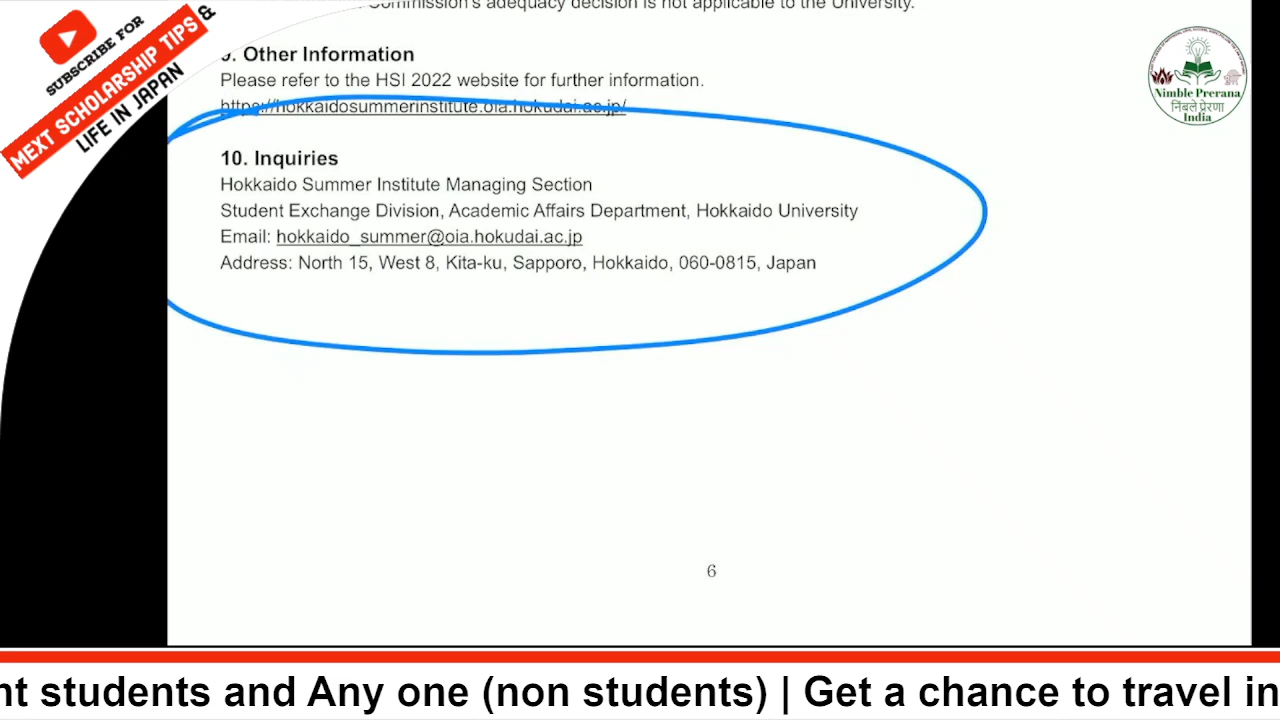 Commission's adequacy decision is not applicable to the University.
SUBSCRIBE FOR
MEXT SCHOLARSHIP TIPS &
LIFE IN JAPAN
9. Other Information
Please refer to the HSI 2022 website for further information.
https://hokkaidosummerinstitute.oia.hokudai.ac.jp/
Nimble Prerana
निंबले प्रेरणा
India
10. Inquiries
Hokkaido Summer Institute Managing Section
Student Exchange Division, Academic Affairs Department, Hokkaido University
Email: hokkaido_summer@oia.hokudai.ac.jp
Address: North 15, West 8, Kita-ku, Sapporo, Hokkaido, 060-0815, Japan
6
nt students and Any one (non students) | Get a chance to travel in